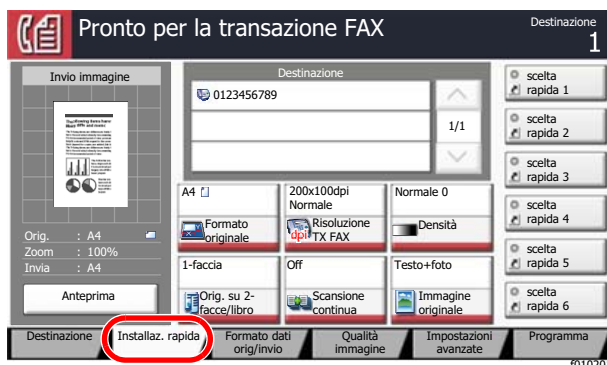 Pronto per la transazione FAX
Destinazione
1
Invio immagine
Orig. : A4
Zoom : 100%
Invia : A4
Anteprima
Destinazione
0123456789
1/1
A4
Formato originale
200x100dpi
Normale
dpi
Risoluzione TX FAX
Normale 0
Densità
1-faccia
Orig. su 2-
facce/libro
Off
Scansione
continua
Testo+foto
Immagine
originale
scelta
rapida 1
scelta
rapida 2
scelta
rapida 3
scelta
rapida 4
scelta
rapida 5
scelta
rapida 6
Destinazione
Installaz. rapida
Formato dati
orig/invio
Qualità
immagine
Impostazioni
avanzate
Programma